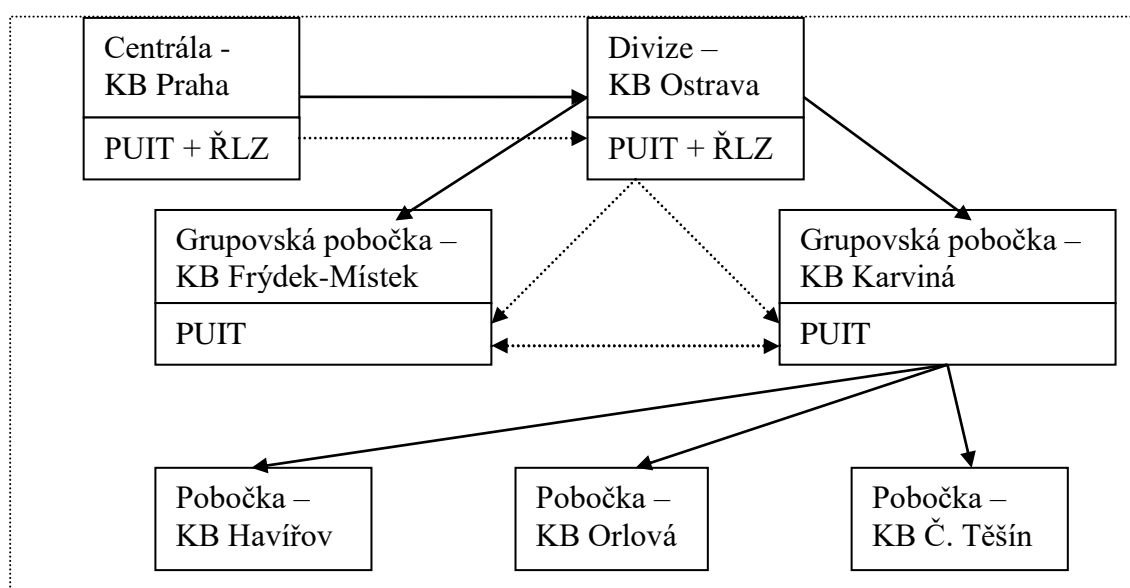 Centrála -
KB Praha
PUIT + ŘLZ
Divize –
KB Ostrava
PUIT + ŘLZ
Grupovská pobočka –
KB Frýdek-Místek
PUIT
Grupovská pobočka –
KB Karviná
PUIT
Pobočka –
KB Havířov
Pobočka –
KB Orlová
Pobočka –
KB Č. Těšín